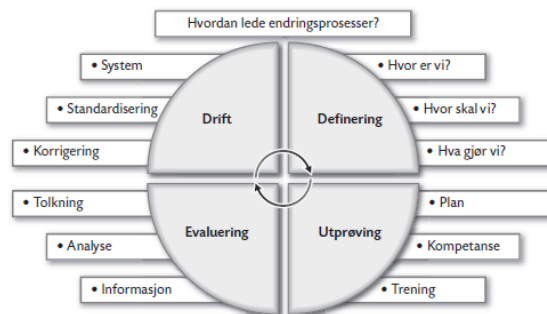 Hvordan lede endringsprosesser?
• System
• Hvor er vi?
• Standardisering
• Hvor skal vi?
Drift
Definering
• Korrigering
• Hva gjør vi?
• Tolkning
• Plan
Evaluering
Utprøving
• Analyse
• Kompetanse
• Informasjon
• Trening